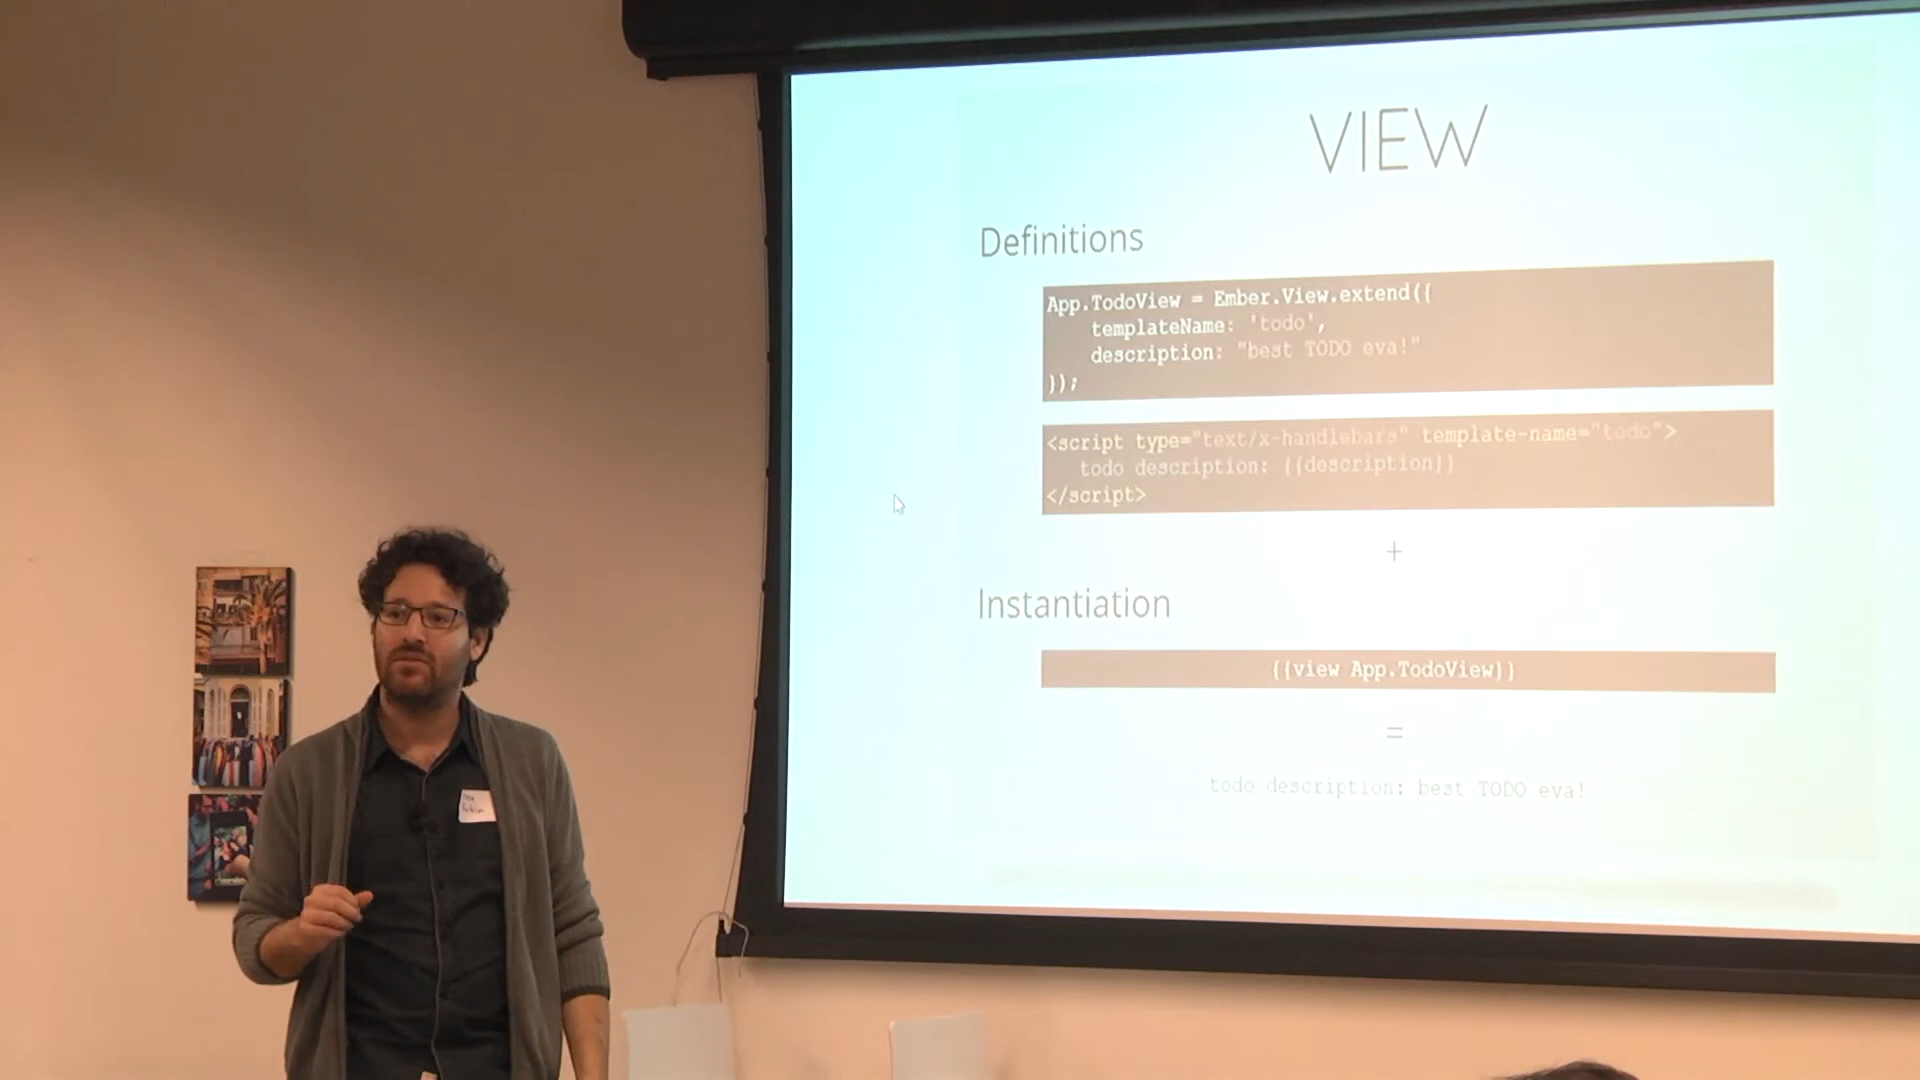 VIEW
Definitions
App.TodoView = Ember.View.extend({
templateName: 'todo',
description: "best TODO eva!"
});
<script type="text/x-handlebars" template-name="todo">
todo description: {{description}}
</script>
+
Instantiation
{{view App.TodoView}}
=
todo description: best TODO eva!